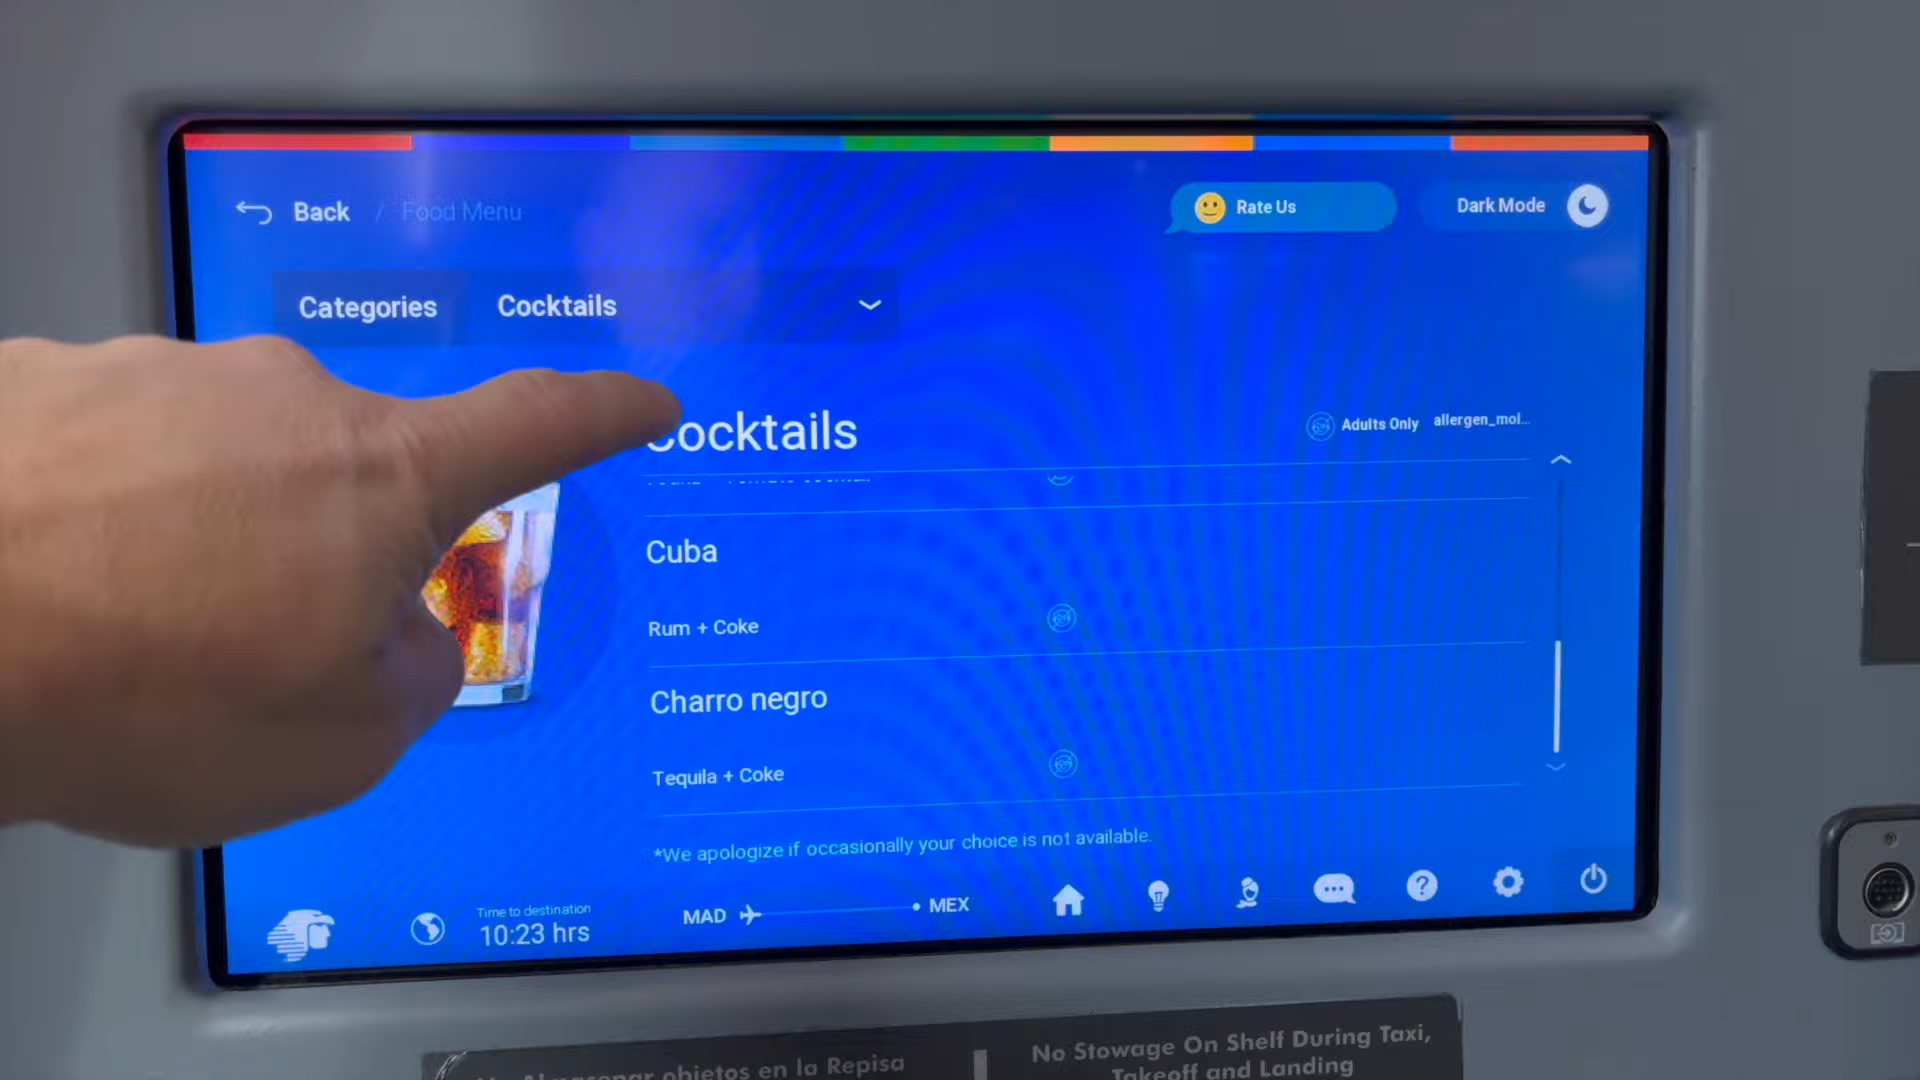 Back / Food Menu
Rate Us
Dark Mode
Categories
Cocktails
Cocktails
Adults Only
allergen_mol...
Cuba
Rum + Coke
Charro negro
Tequila + Coke
*We apologize if occasionally your choice is not available.
Time to destination
10:23 hrs
MAD
MEX
objetos en la Repisa
No Stowage On Shelf During Taxi,
Takeoff and Landing